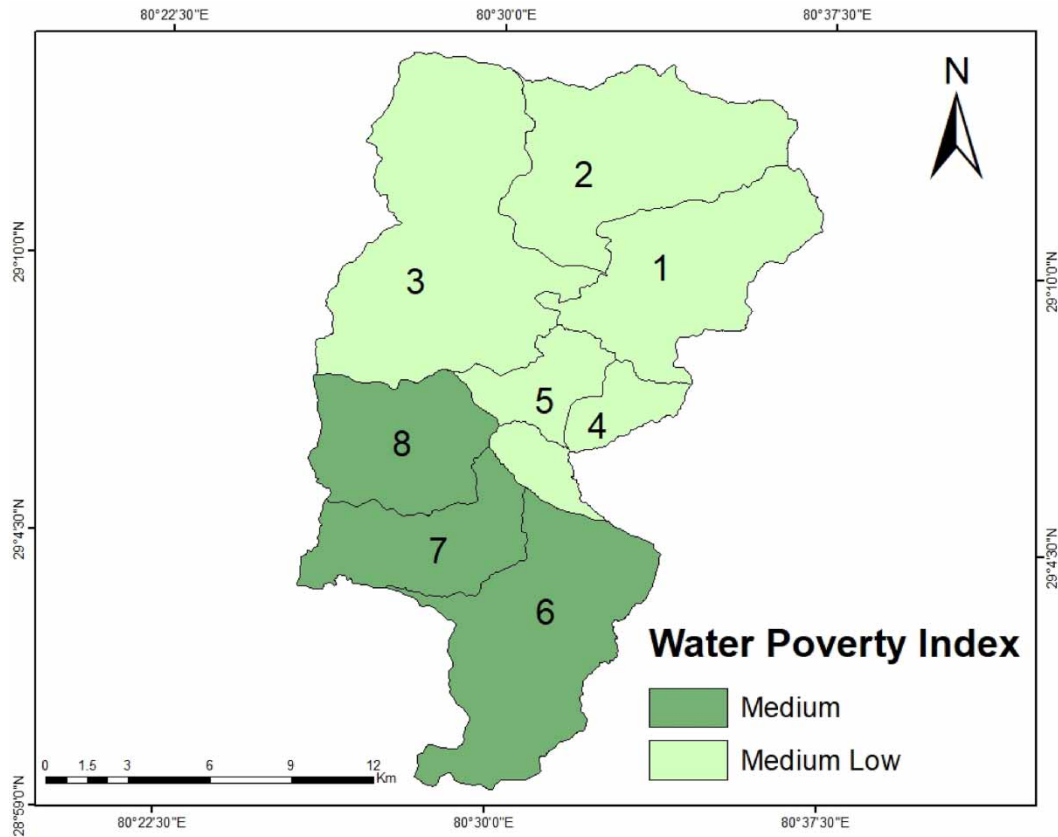 80°22'30"E 80°30'0"E 80°37'30"E
N
2
29°10'0"N
1
29°10'0"N
3
5
4
8
29°4'30"N
7
29°4'30"N
6
Water Poverty Index
Medium
Medium Low
0 1.5 3 6 9 12
Km
28°59'0"N
80°22'30"E 80°30'0"E 80°37'30"E